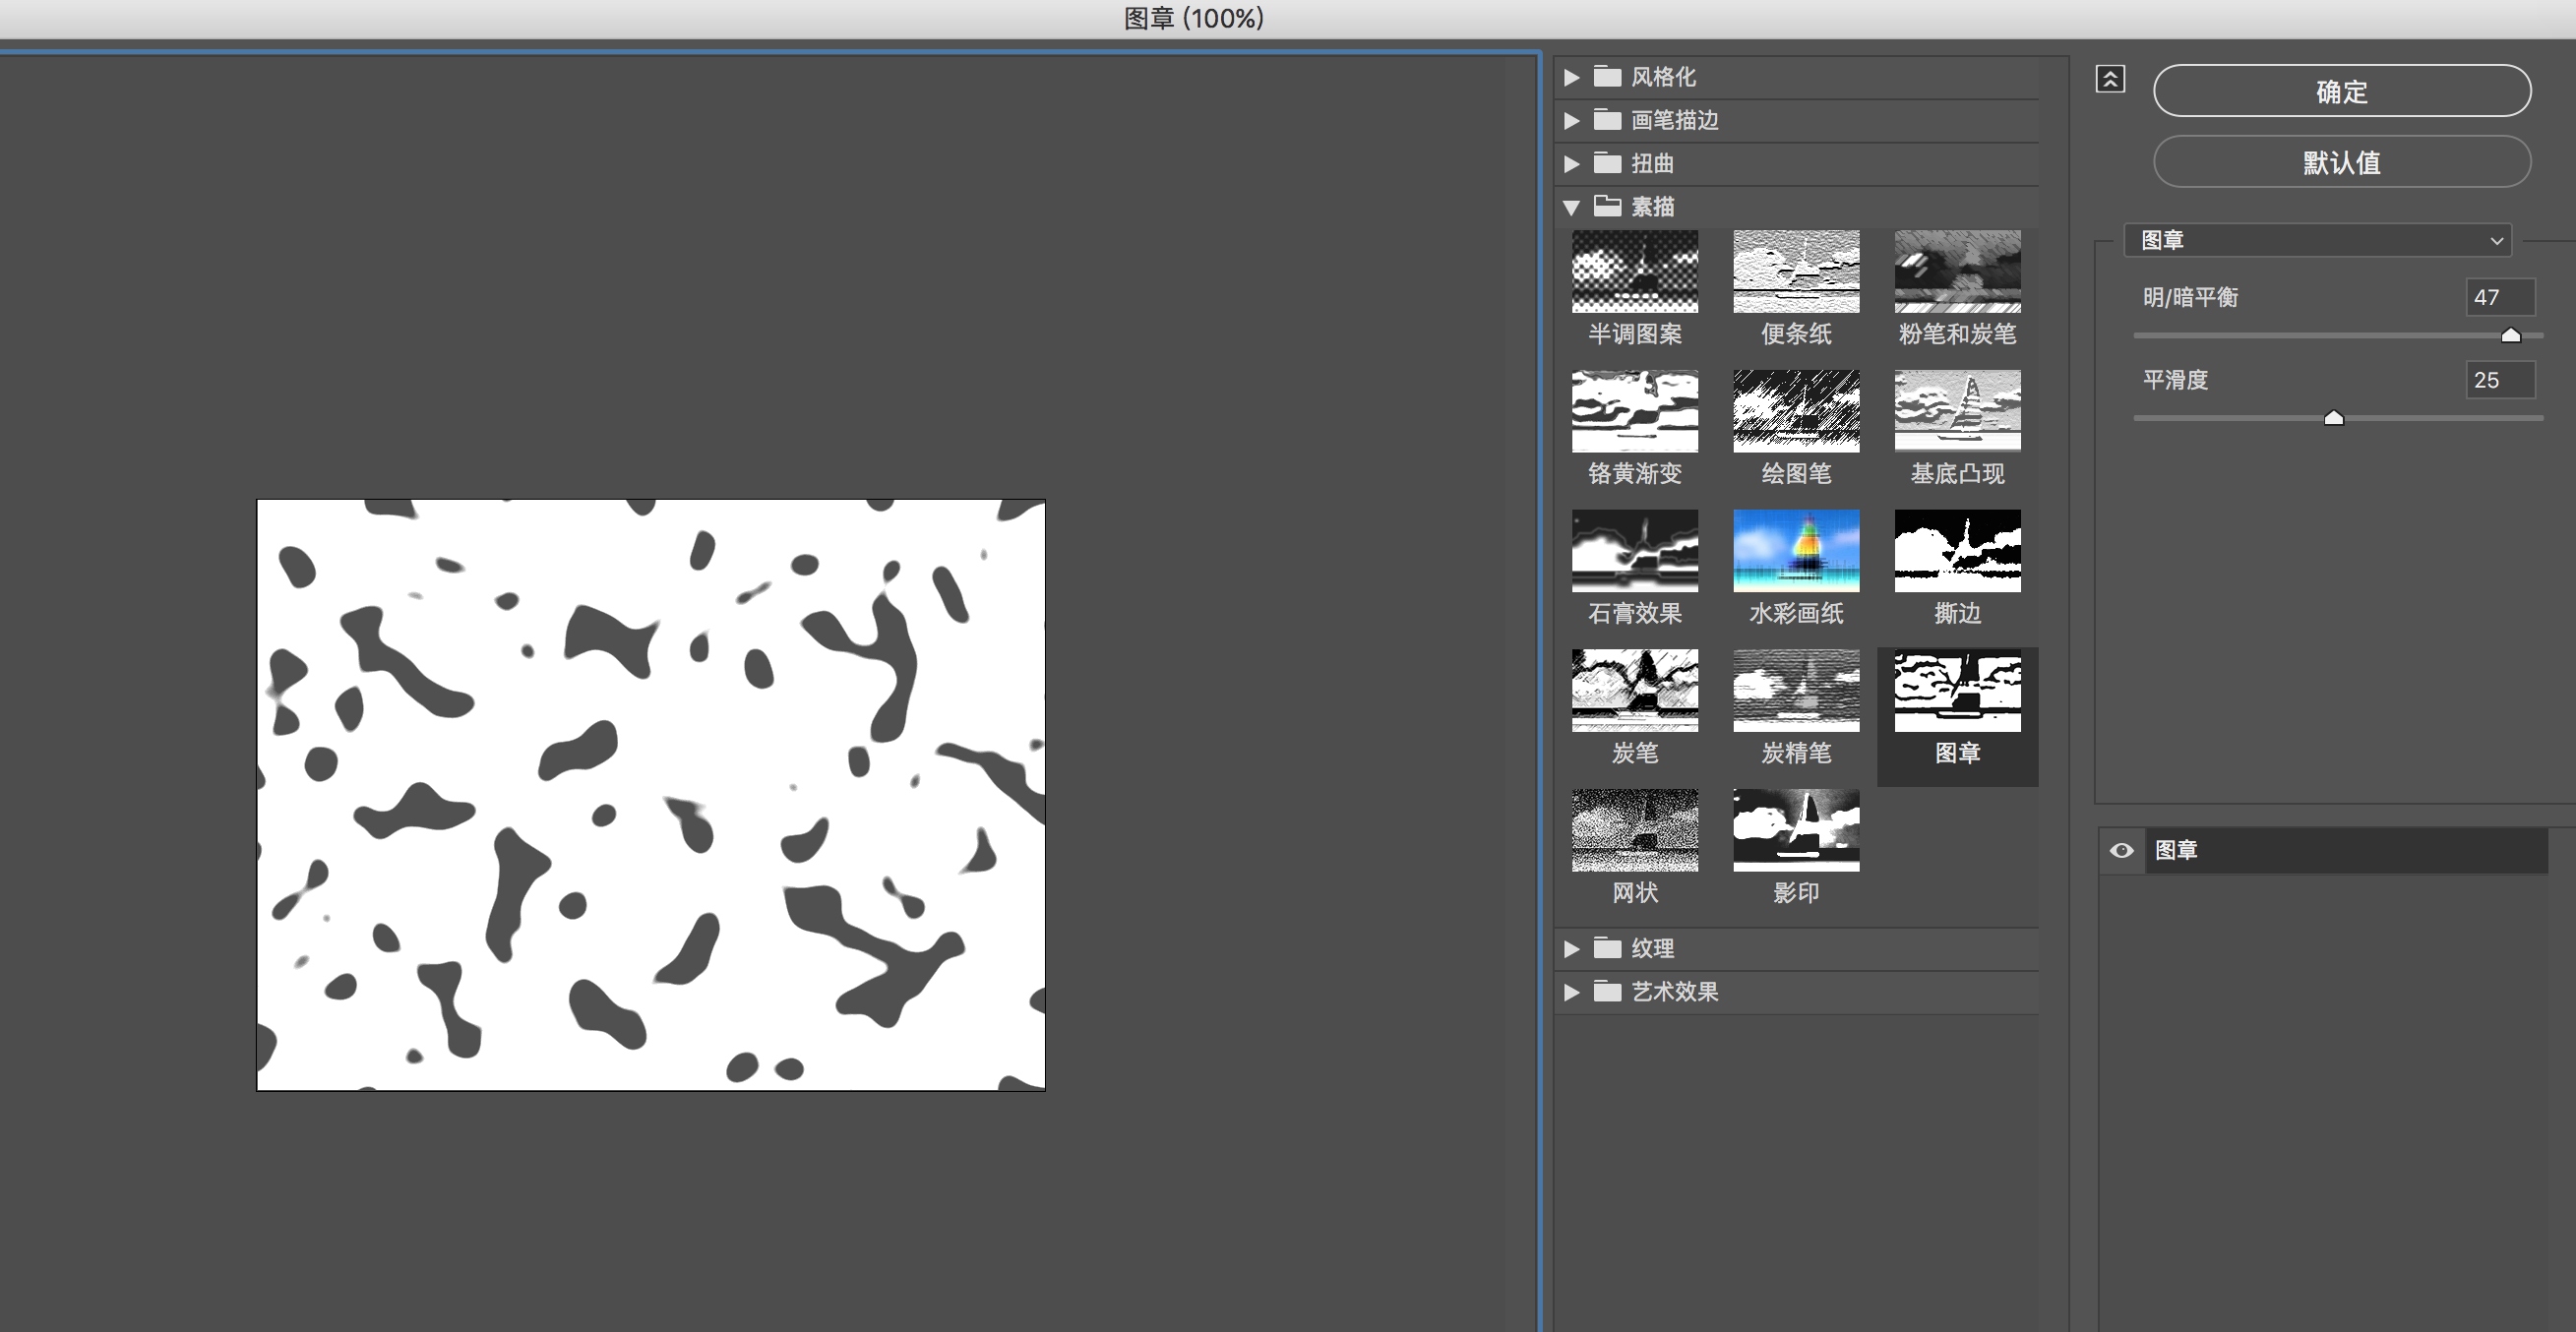 图章 (100%)
风格化
画笔描边
扭曲
素描
半调图案 便条纸 粉笔和炭笔
铬黄渐变 绘图笔 基底凸现
石膏效果 水彩画纸 撕边
炭笔 炭精笔 图章
网状 影印
纹理
艺术效果
确定
默认值
图章
明/暗平衡 47
平滑度 25
图章